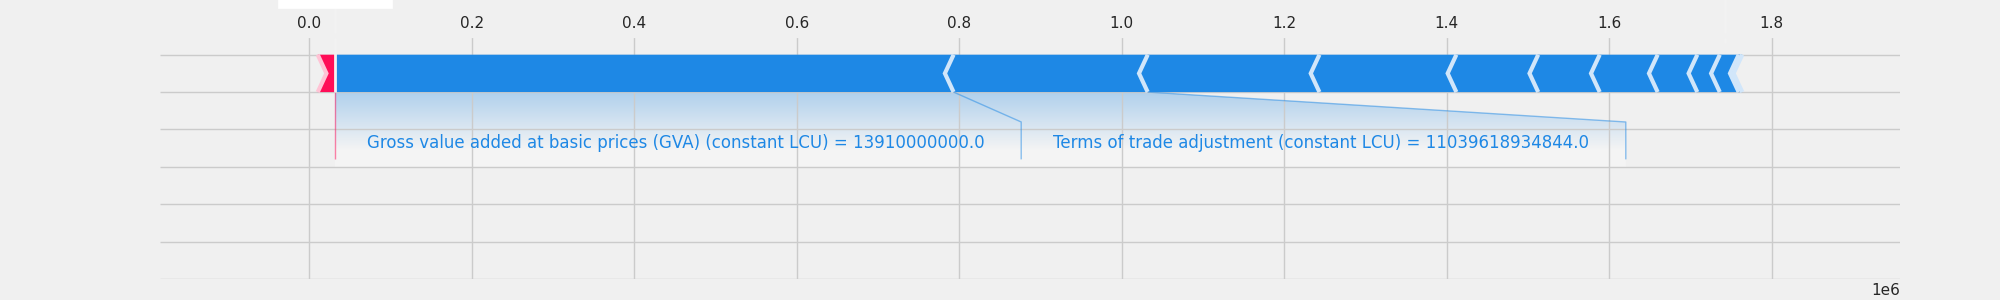 0.0 0.2 0.4 0.6 0.8 1.0 1.2 1.4 1.6 1.8
Gross value added at basic prices (GVA) (constant LCU) = 13910000000.0 Terms of trade adjustment (constant LCU) = 11039618934844.0
1e6